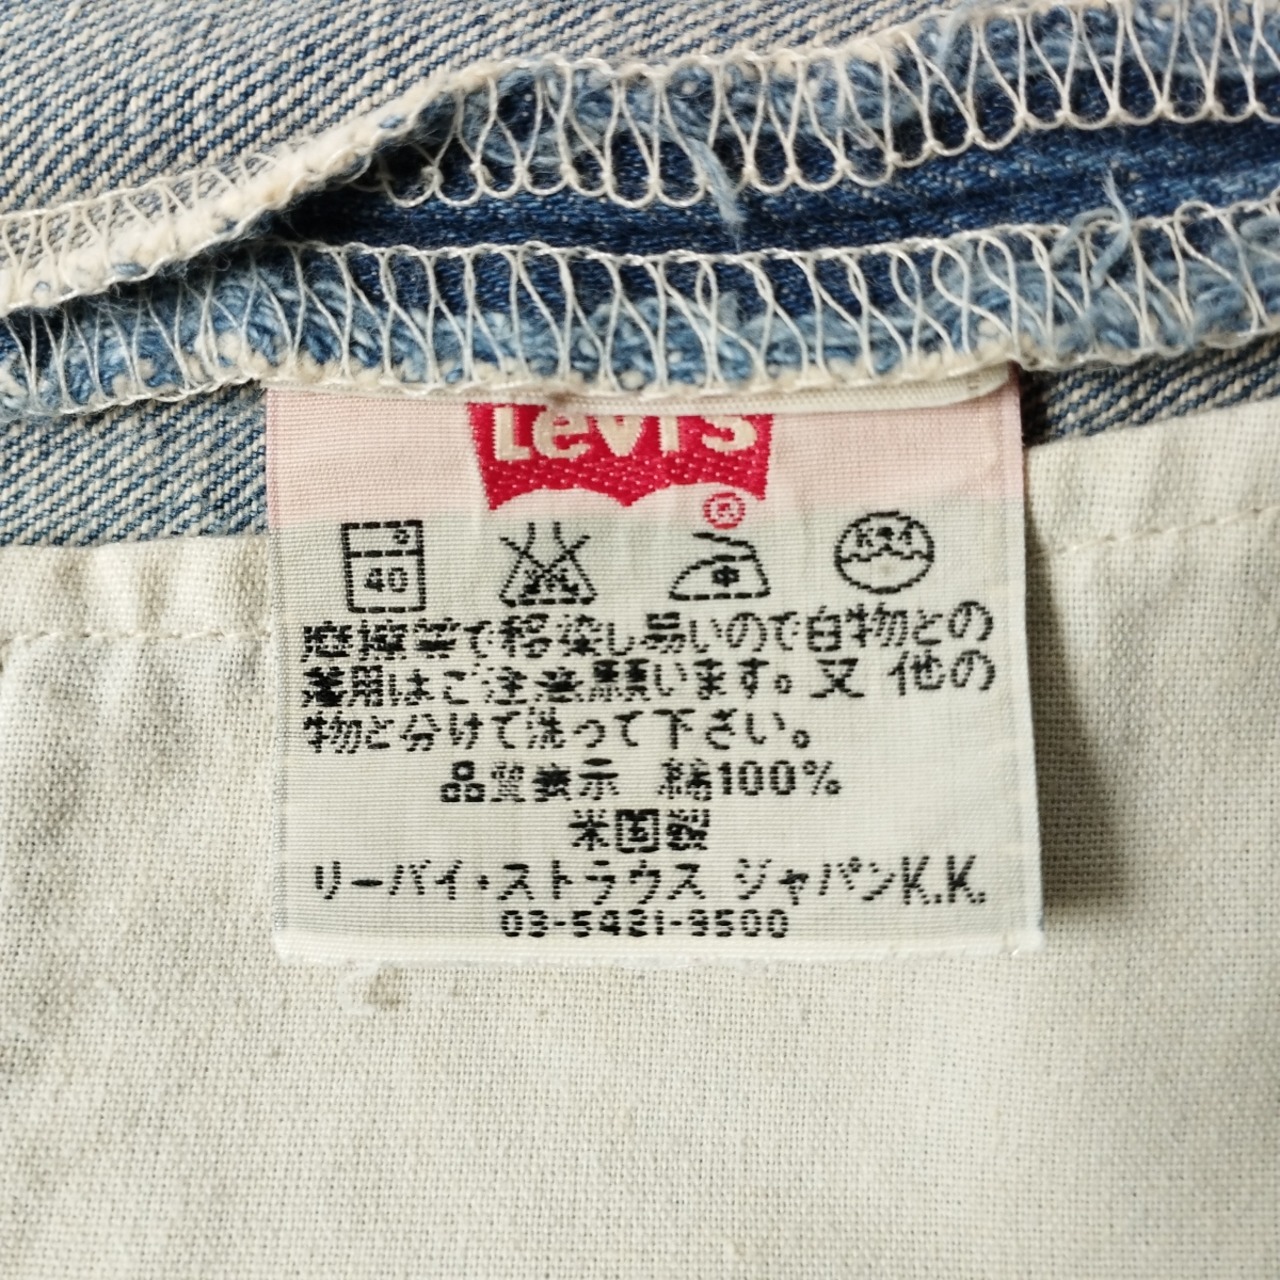 Levi's
®
40
中
摩擦等で移染し易いので白物との
着用はご注意願います。又 他の
物と分けて洗って下さい。
品質表示 綿100%
米国製
リーバイ・ストラウス ジャパンK.K.
03-5421-9500